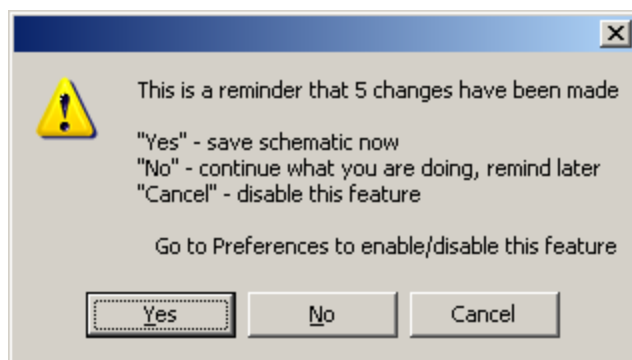 This is a reminder that 5 changes have been made
"Yes" - save schematic now
"No" - continue what you are doing, remind later
"Cancel" - disable this feature
Go to Preferences to enable/disable this feature
Yes No Cancel